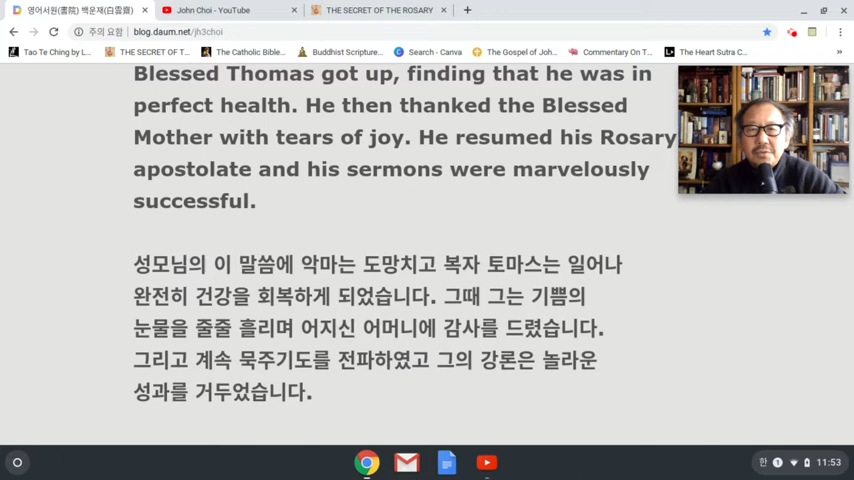 영어서원(書院) 백운재(白雲齋)
John Choi - YouTube
THE SECRET OF THE ROSARY
주의 요함
blog.daum.net/jh3choi
Tao Te Ching by L...
THE SECRET OF T...
The Catholic Bible...
Buddhist Scripture...
Search - Canva
The Gospel of Joh...
Commentary On T...
The Heart Sutra C...
Blessed Thomas got up, finding that he was in
perfect health. He then thanked the Blessed
Mother with tears of joy. He resumed his Rosary
apostolate and his sermons were marvelously
successful.
성모님의 이 말씀에 악마는 도망치고 복자 토마스는 일어나
완전히 건강을 회복하게 되었습니다. 그때 그는 기쁨의
눈물을 줄줄 흘리며 어지신 어머니에 감사를 드렸습니다.
그리고 계속 묵주기도를 전파하였고 그의 강론은 놀라운
성과를 거두었습니다.
한
1
11:53